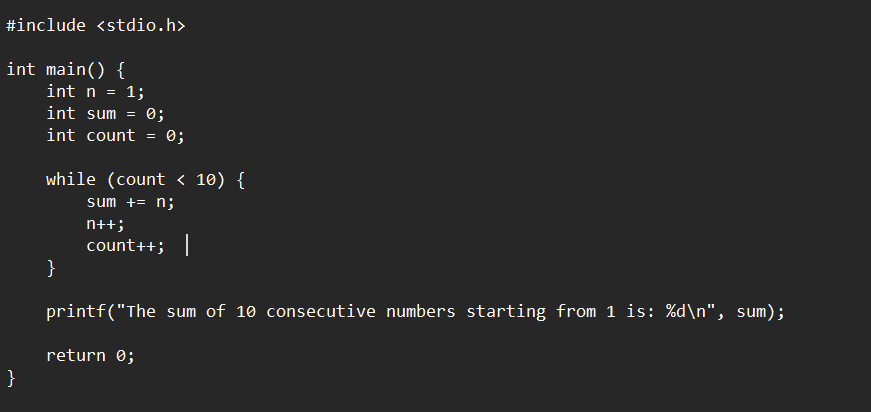 #include <stdio.h>
int main() {
    int n = 1;
    int sum = 0;
    int count = 0;
    while (count < 10) {
        sum += n;
        n++;
        count++;
    }
    printf("The sum of 10 consecutive numbers starting from 1 is: %d\n", sum);
    return 0;
}